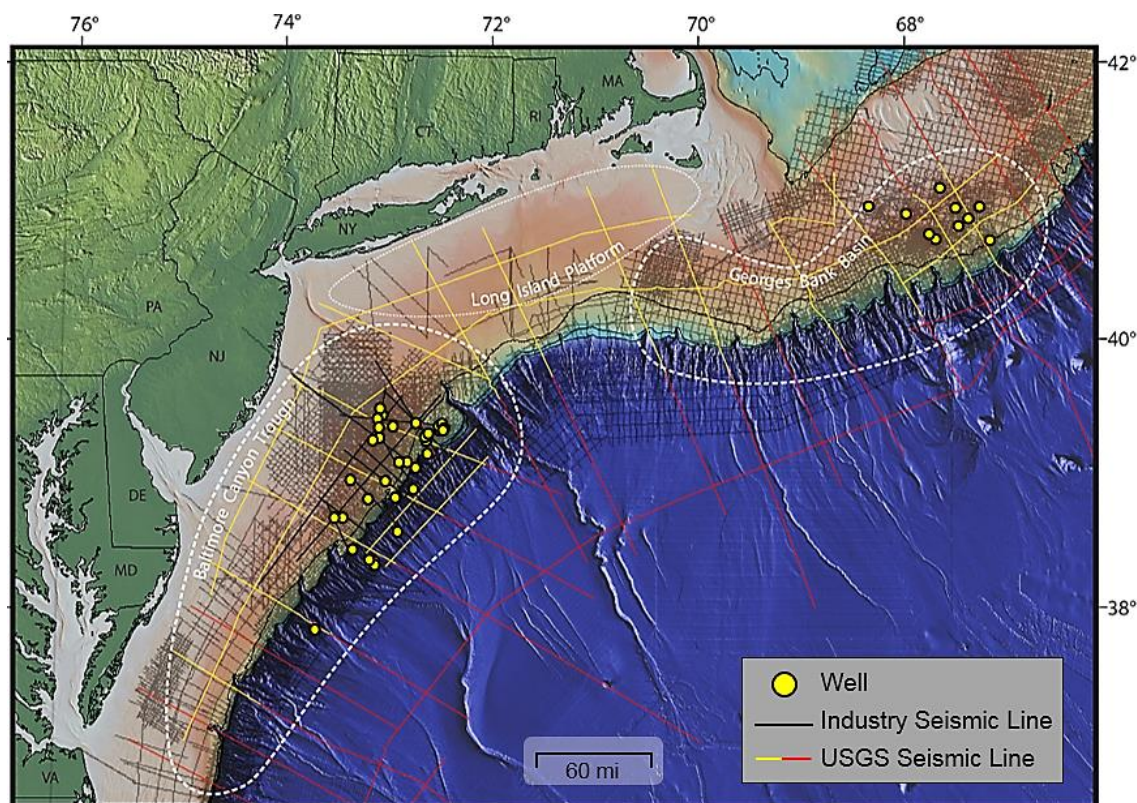 76°
74°
72°
70°
68°
42°
MA
CT
RI
NY
PA
Long Island Platform
Georges Bank Basin
40°
NJ
Baltimore Canyon Trough
DE
MD
38°
VA
Well
Industry Seismic Line
USGS Seismic Line
60 mi